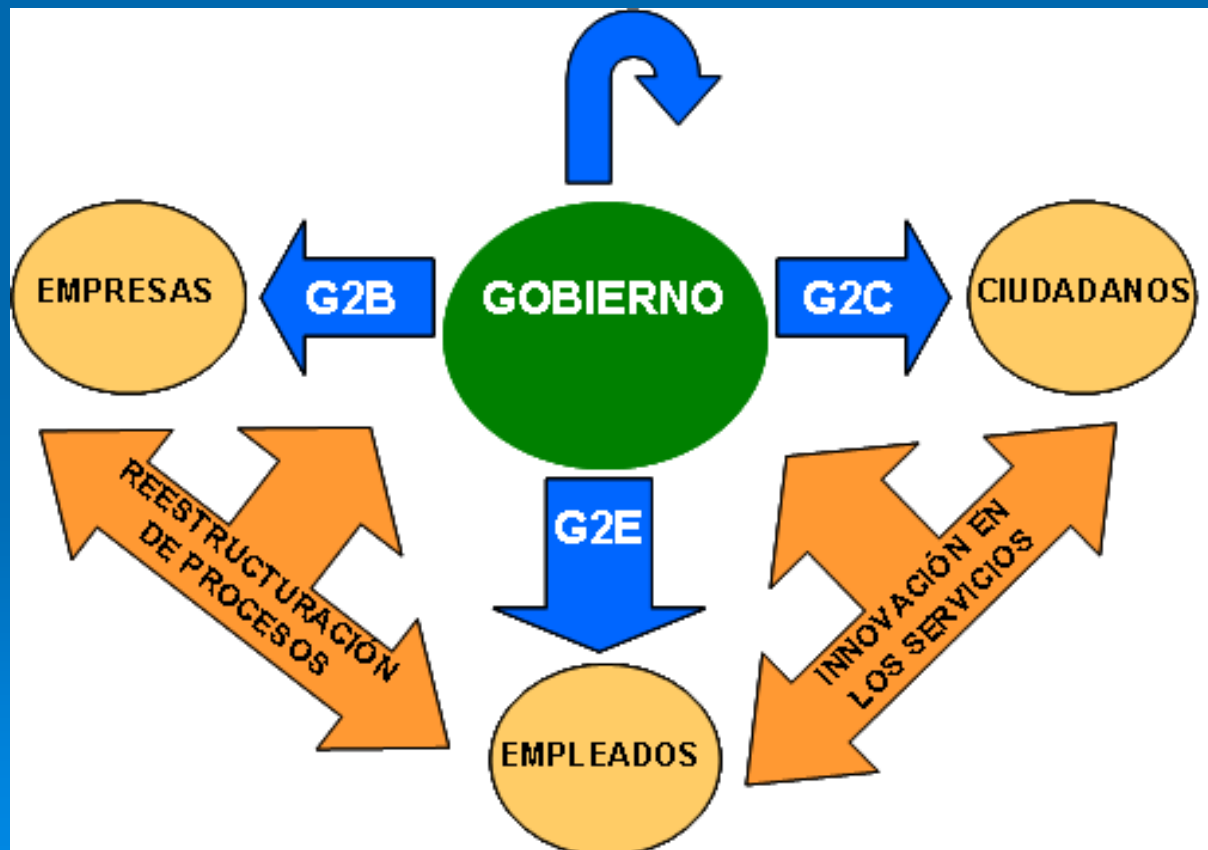 EMPRESAS
G2B
GOBIERNO
G2C
CIUDADANOS
REESTRUCTURACIÓN
DE PROCESOS
G2E
INNOVACIÓN EN
LOS SERVICIOS
EMPLEADOS